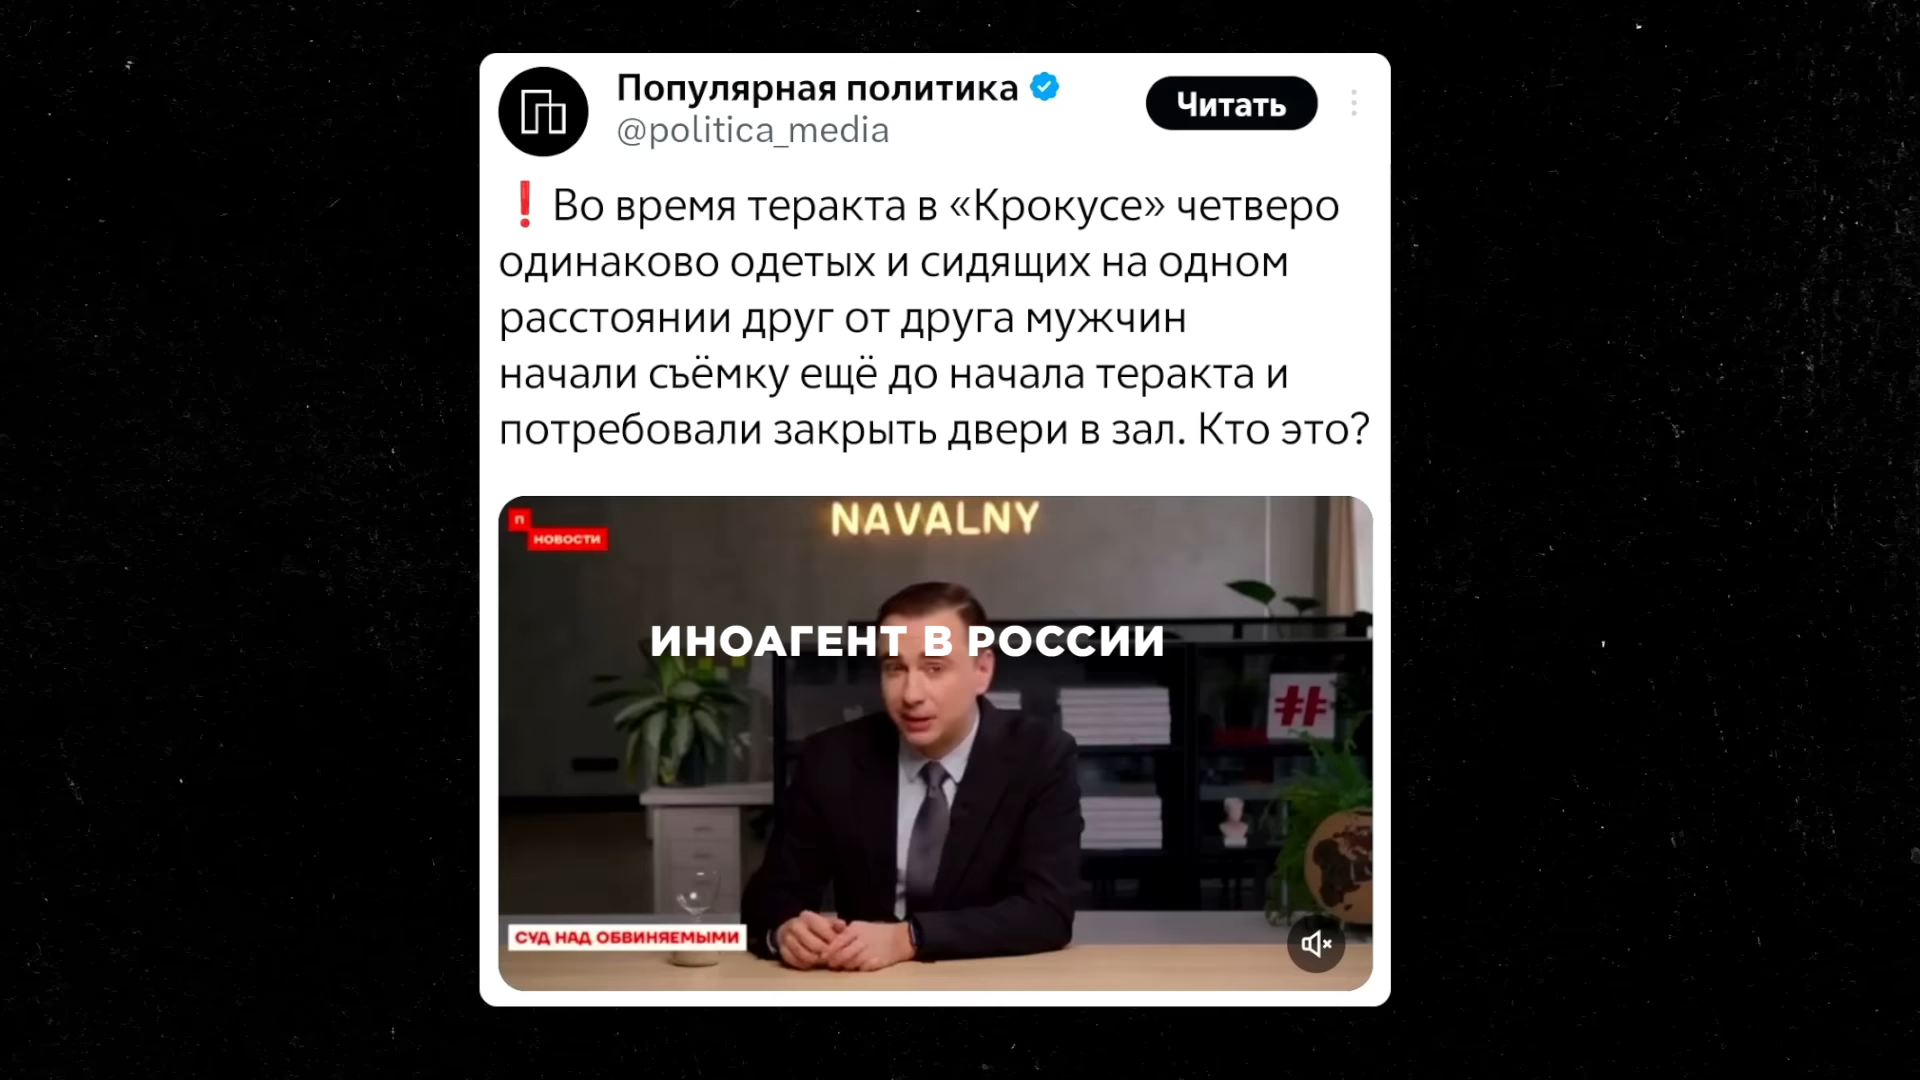 Популярная политика
@politica_media
Читать
❗Во время теракта в «Крокусе» четверо
одинаково одетых и сидящих на одном
расстоянии друг от друга мужчин
начали съёмку ещё до начала теракта и
потребовали закрыть двери в зал. Кто это?
NAVALNY
П
НОВОСТИ
ИНОАГЕНТ В РОССИИ
#
СУД НАД ОБВИНЯЕМЫМИ